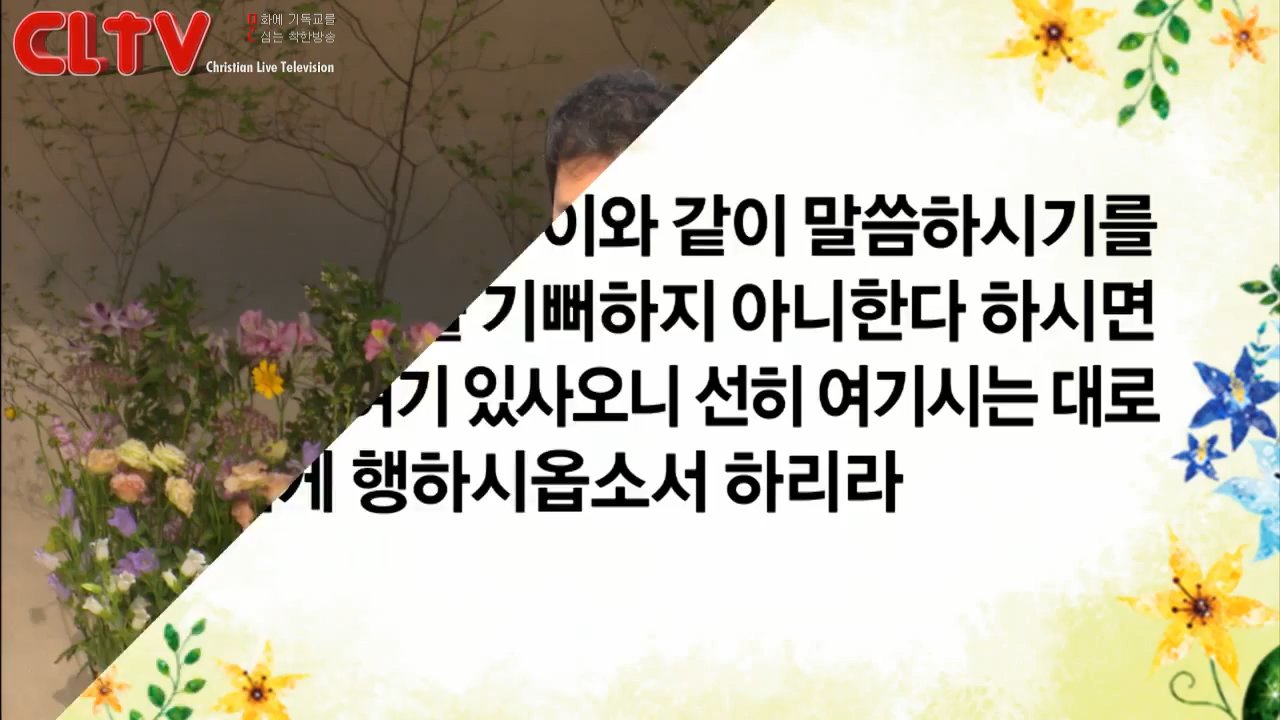 CLTV
문화에 기독교를
심는 착한방송
Christian Live Television
이와 같이 말씀하시기를
기뻐하지 아니한다 하시면
있사오니 선히 여기시는 대로
행하시옵소서 하리라